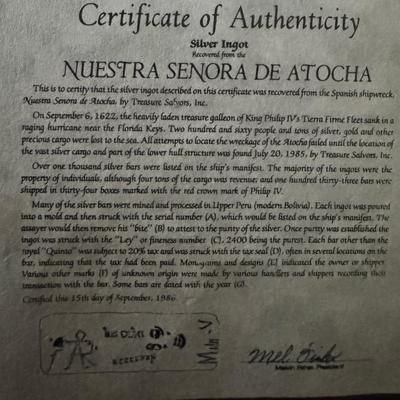 Certificate of Authenticity
Silver Ingot
Recovered from the
NUESTRA SENORA DE ATOCHA
This is to certify that the silver ingot described on this certificate was recovered from the Spanish shipwreck,
Nuestra Senora de Atocha, by Treasure Salvors, Inc.
On September 6, 1622, the heavily laden treasure galleon of King Philip IV's Tierra Firme Fleet sank in a
raging hurricane near the Florida Keys. Two hundred and sixty people and tons of silver, gold and other
precious cargo were lost to the sea. All attempts to locate the wreckage of the Atocha failed until the location of
the vast silver cargo and part of the lower hull structure was found July 20, 1985, by Treasure Salvors, Inc.
Over one thousand silver bars were listed on the ship's manifest. The majority of the ingots were the
property of individuals, although four tons of the cargo was revenue and one hundred thirty-three bars were
shipped in thirty-four boxes marked with the red crown mark of Philip IV.
Many of the silver bars were mined and processed in Upper Peru (modern Bolivia). Each ingot was poured
into a mold and then struck with the serial number (A), which would be listed on the ship's manifest. The
assayer would then remove his "bite" (B) to attest to the purity of the silver. Once purity was established the
ingot was struck with the "Ley" or fineness number (C), 2400 being the purest. Each bar other than the
royal "Quinto" was subject to 20% tax and was struck with the tax seal (D), often in several locations on the
bar, indicating that the tax had been paid. Monograms and designs (E) indicated the owner or shipper.
Various other marks (F) of unknown origin were made by various handlers and shippers recording their
transaction with the bar. Some bars are dated with the year (G).
Certified this 15th day of September, 1986.
Mel Fisher
Melvin Fisher, President